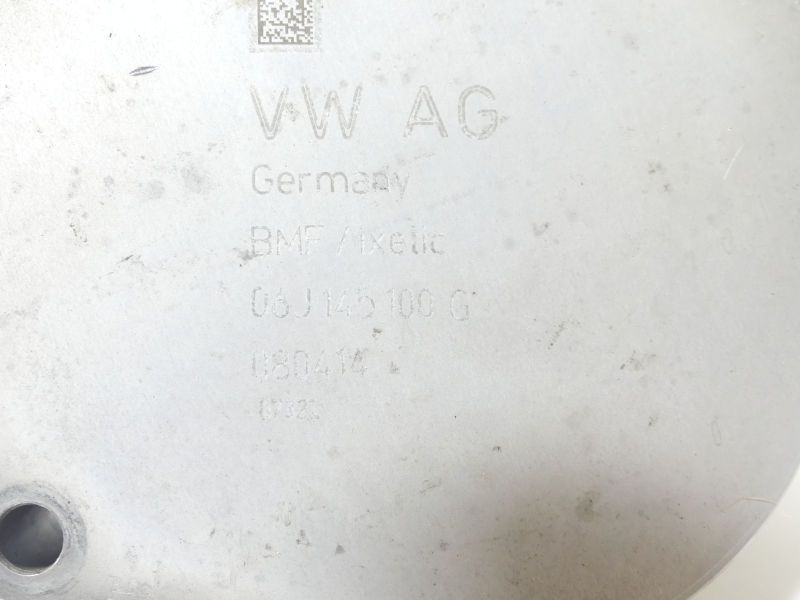 VW AG
Germany
BMF / Ixetic
06J 145 100 G
080414